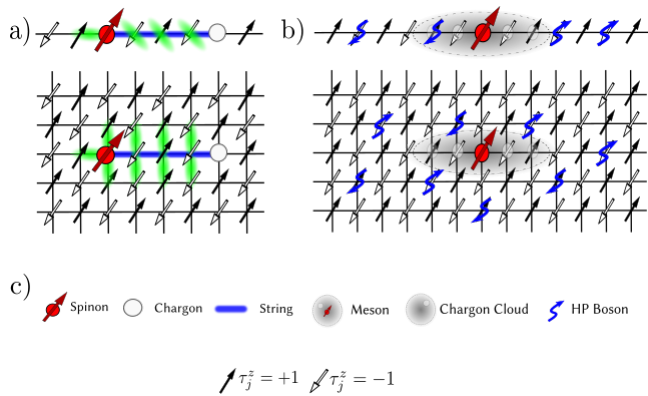 a)
b)
c)
Spinon Chargon String Meson Chargon Cloud HP Boson
τ_j^z = +1 τ_j^z = −1